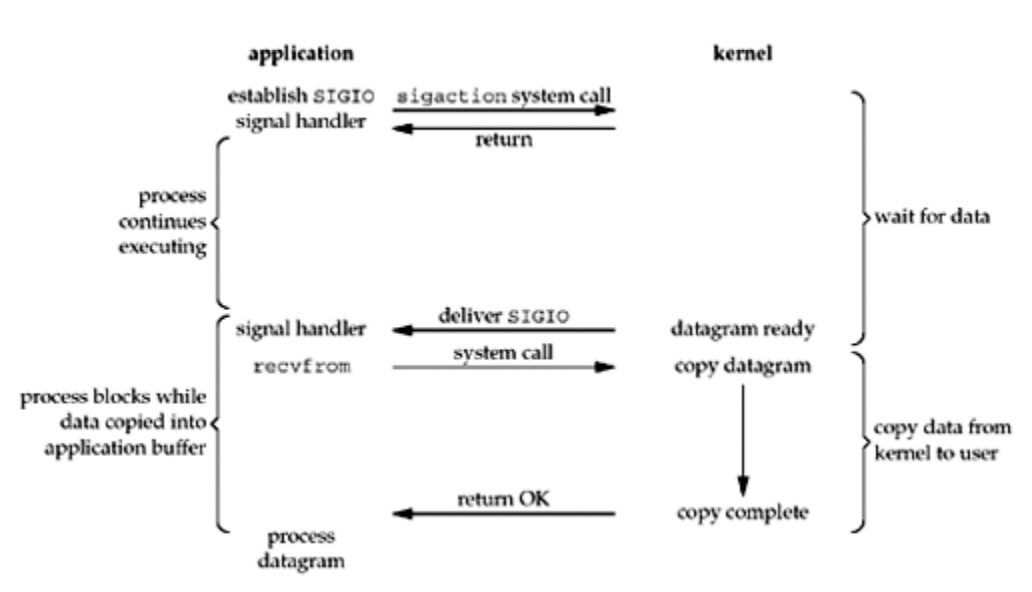 application kernel
establish SIGIO sigaction system call
signal handler
return
process
continues
executing
wait for data
deliver SIGIO
signal handler datagram ready
system call
recvfrom copy datagram
process blocks while
data copied into
application buffer
copy data from
kernel to user
return OK
copy complete
process
datagram